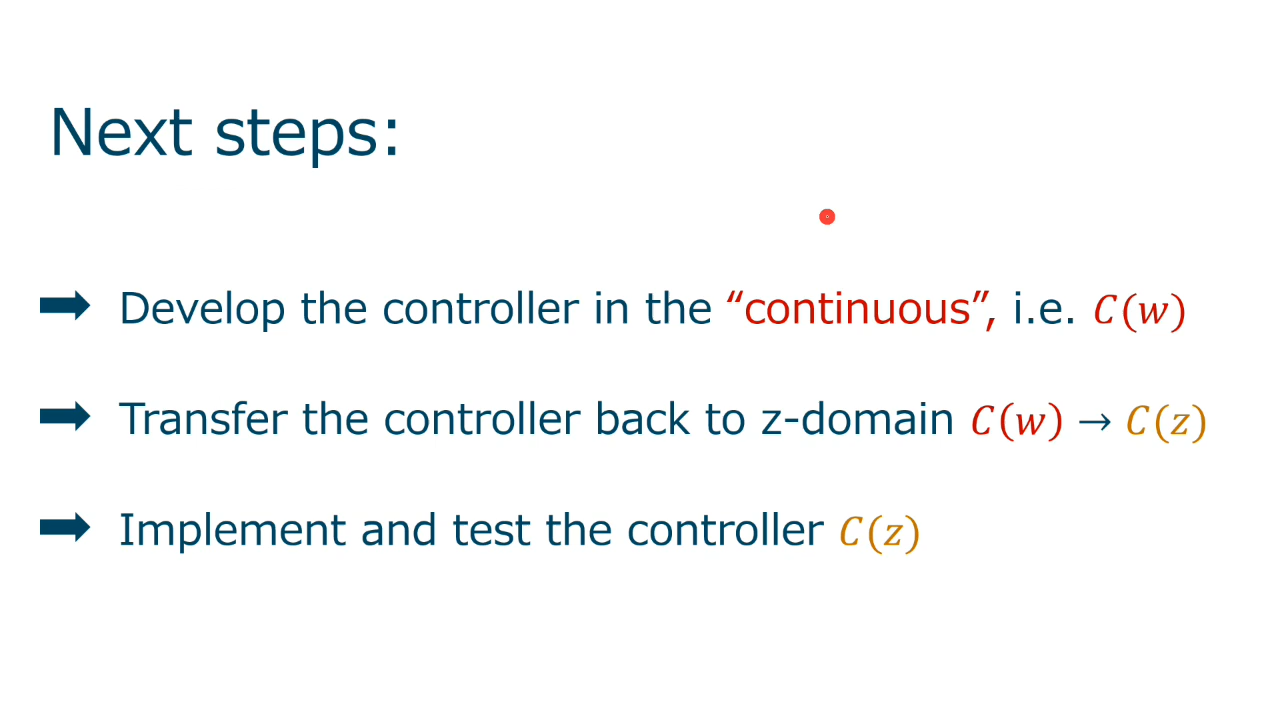 Next steps:
Develop the controller in the “continuous”, i.e. C(w)
Transfer the controller back to z-domain C(w) → C(z)
Implement and test the controller C(z)